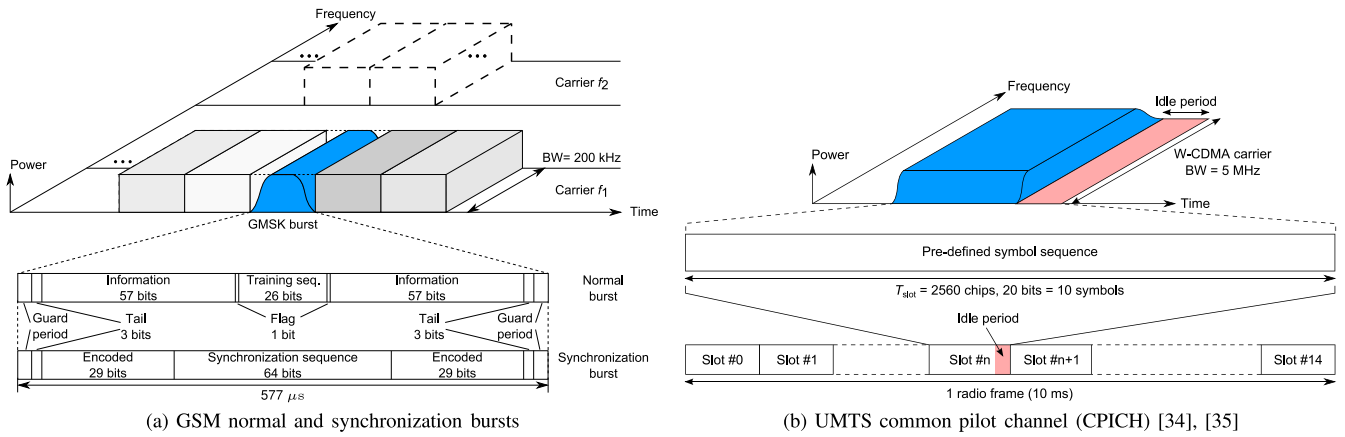 Frequency
Carrier f2
Power
BW= 200 kHz
Carrier f1
Time
GMSK burst
Information
57 bits
Training seq.
26 bits
Information
57 bits
Normal
burst
Guard
period
Tail
3 bits
Flag
1 bit
Tail
3 bits
Guard
period
Encoded
29 bits
Synchronization sequence
64 bits
Encoded
29 bits
Synchronization
burst
577 μs
(a) GSM normal and synchronization bursts
Frequency
Idle period
Power
W-CDMA carrier
BW = 5 MHz
Time
Pre-defined symbol sequence
Tslot = 2560 chips, 20 bits = 10 symbols
Idle period
Slot #0
Slot #1
Slot #n
Slot #n+1
Slot #14
1 radio frame (10 ms)
(b) UMTS common pilot channel (CPICH) [34], [35]